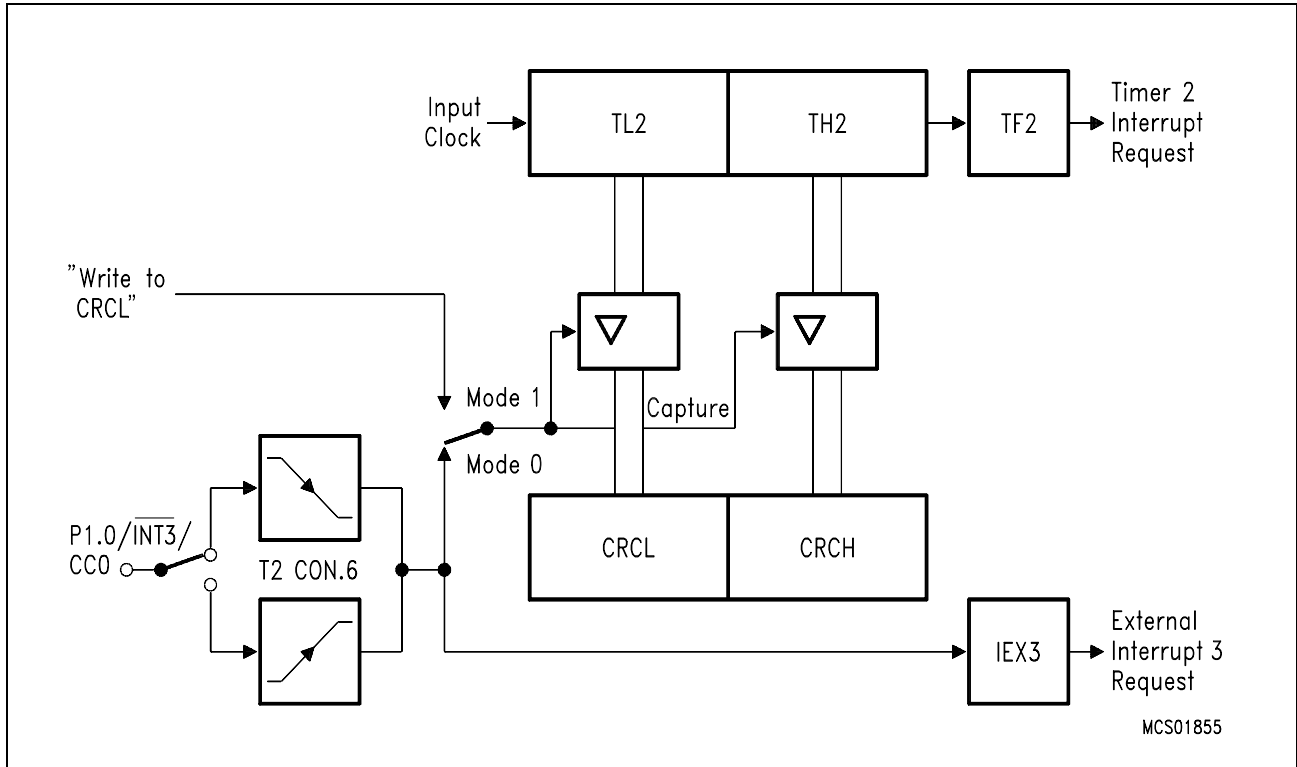 Input
Clock
TL2
TH2
TF2
Timer 2
Interrupt
Request
"Write to
CRCL"
Mode 1
Capture
Mode 0
P1.0/INT3/
CC0
T2 CON.6
CRCL
CRCH
IEX3
External
Interrupt 3
Request
MCS01855